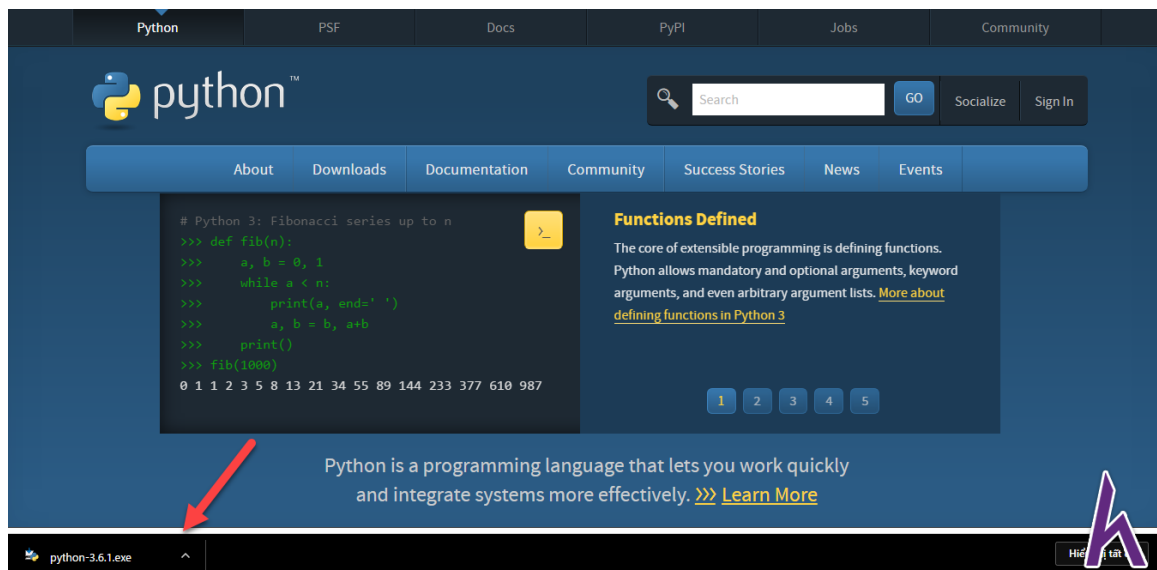 Python PSF Docs PyPI Jobs Community
python™
Search GO Socialize Sign In
About Downloads Documentation Community Success Stories News Events
# Python 3: Fibonacci series up to n
>>> def fib(n):
>>>     a, b = 0, 1
>>>     while a < n:
>>>         print(a, end=' ')
>>>         a, b = b, a+b
>>>     print()
>>> fib(1000)
0 1 1 2 3 5 8 13 21 34 55 89 144 233 377 610 987
>_
Functions Defined
The core of extensible programming is defining functions.
Python allows mandatory and optional arguments, keyword
arguments, and even arbitrary argument lists. More about
defining functions in Python 3
1 2 3 4 5
Python is a programming language that lets you work quickly
and integrate systems more effectively. >>> Learn More
python-3.6.1.exe
tất